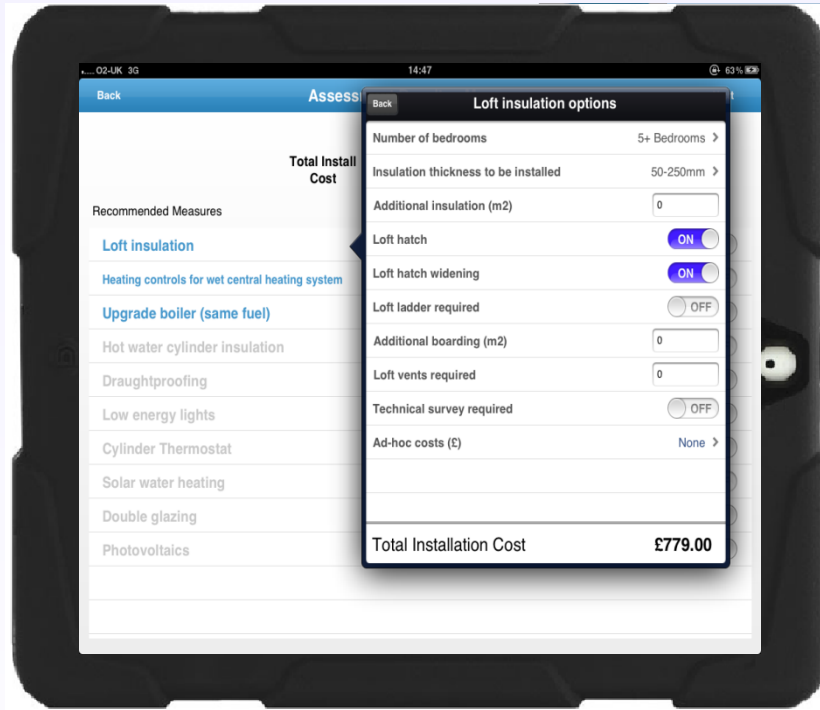 O2-UK 3G 14:47 63%
Back Assess
Total Install
Cost
Recommended Measures
Loft insulation
Heating controls for wet central heating system
Upgrade boiler (same fuel)
Hot water cylinder insulation
Draughtproofing
Low energy lights
Cylinder Thermostat
Solar water heating
Double glazing
Photovoltaics
Back Loft insulation options
Number of bedrooms 5+ Bedrooms
Insulation thickness to be installed 50-250mm
Additional insulation (m2) 0
Loft hatch ON
Loft hatch widening ON
Loft ladder required OFF
Additional boarding (m2) 0
Loft vents required 0
Technical survey required OFF
Ad-hoc costs (£) None
Total Installation Cost £779.00